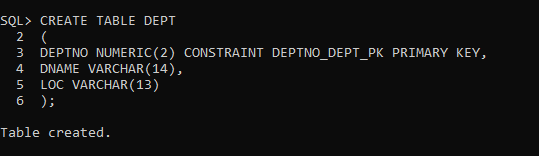 SQL> CREATE TABLE DEPT
2 (
3 DEPTNO NUMERIC(2) CONSTRAINT DEPTNO_DEPT_PK PRIMARY KEY,
4 DNAME VARCHAR(14),
5 LOC VARCHAR(13)
6 );
Table created.